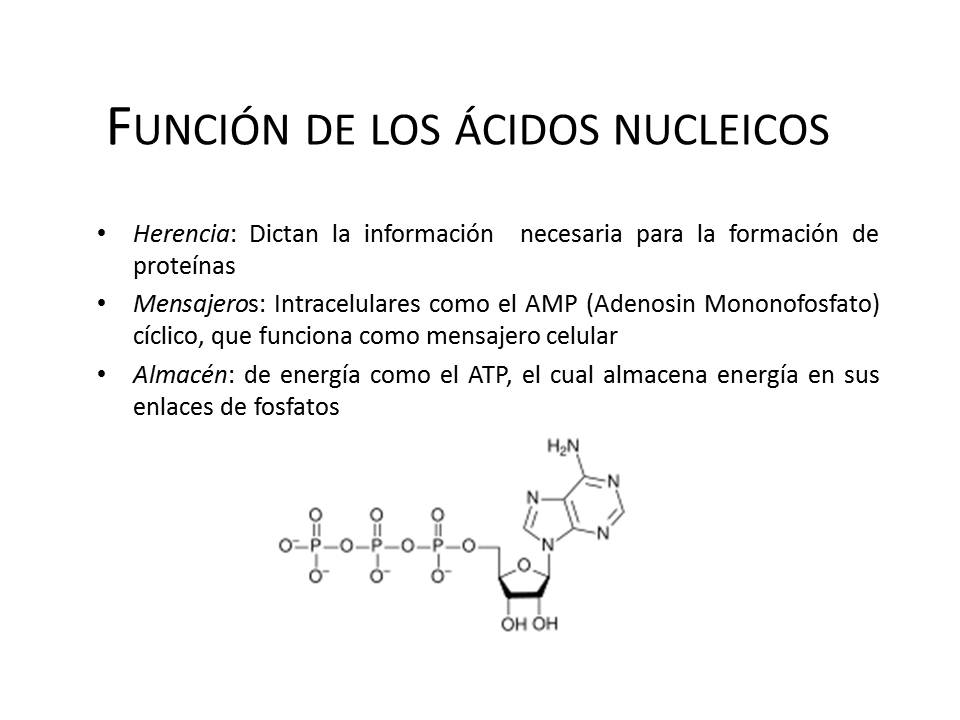 FUNCIÓN DE LOS ÁCIDOS NUCLEICOS
• Herencia: Dictan la información necesaria para la formación de
proteínas
• Mensajeros: Intracelulares como el AMP (Adenosin Mononofosfato)
cíclico, que funciona como mensajero celular
• Almacén: de energía como el ATP, el cual almacena energía en sus
enlaces de fosfatos
H₂N
N N
N N
O O O
O⁻–P–O–P–O–P–O
O⁻ O⁻ O⁻
O
OH OH